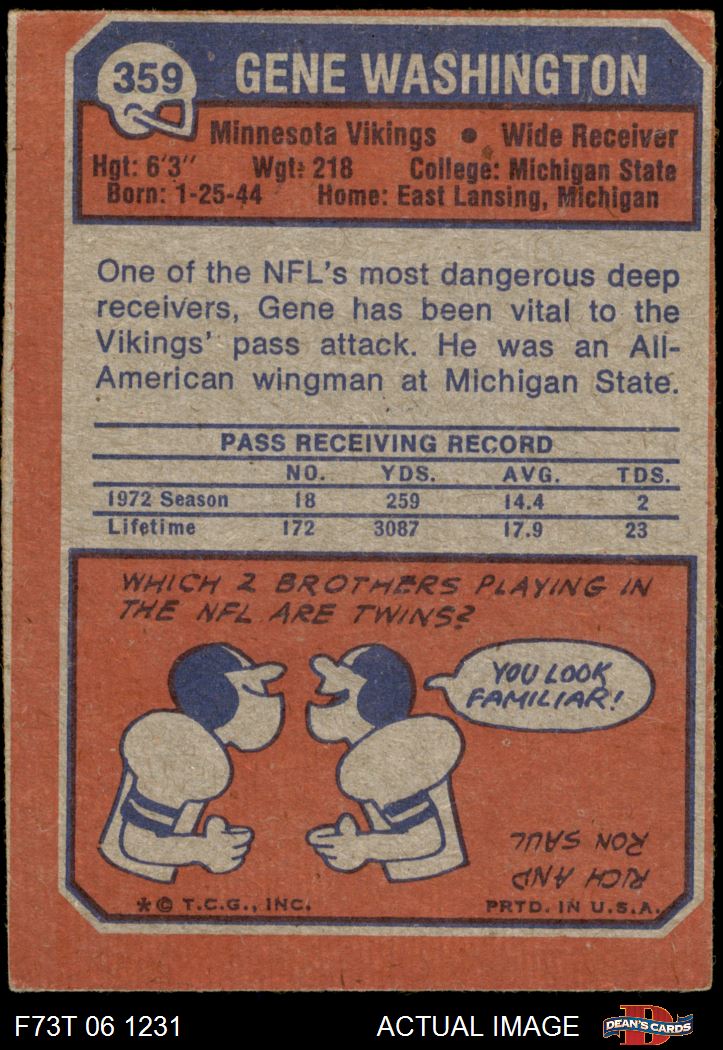 359
GENE WASHINGTON
Minnesota Vikings • Wide Receiver
Hgt: 6'3" Wgt: 218 College: Michigan State
Born: 1-25-44 Home: East Lansing, Michigan
One of the NFL's most dangerous deep
receivers, Gene has been vital to the
Vikings' pass attack. He was an All-
American wingman at Michigan State.
PASS RECEIVING RECORD
NO. YDS. AVG. TDS.
1972 Season 18 259 14.4 2
Lifetime 172 3087 17.9 23
WHICH 2 BROTHERS PLAYING IN
THE NFL ARE TWINS?
YOU LOOK
FAMILIAR!
RICH AND
RON SAUL
* © T.C.G., INC. PRTD. IN U.S.A.
F73T 06 1231 ACTUAL IMAGE D DEAN'S CARDS